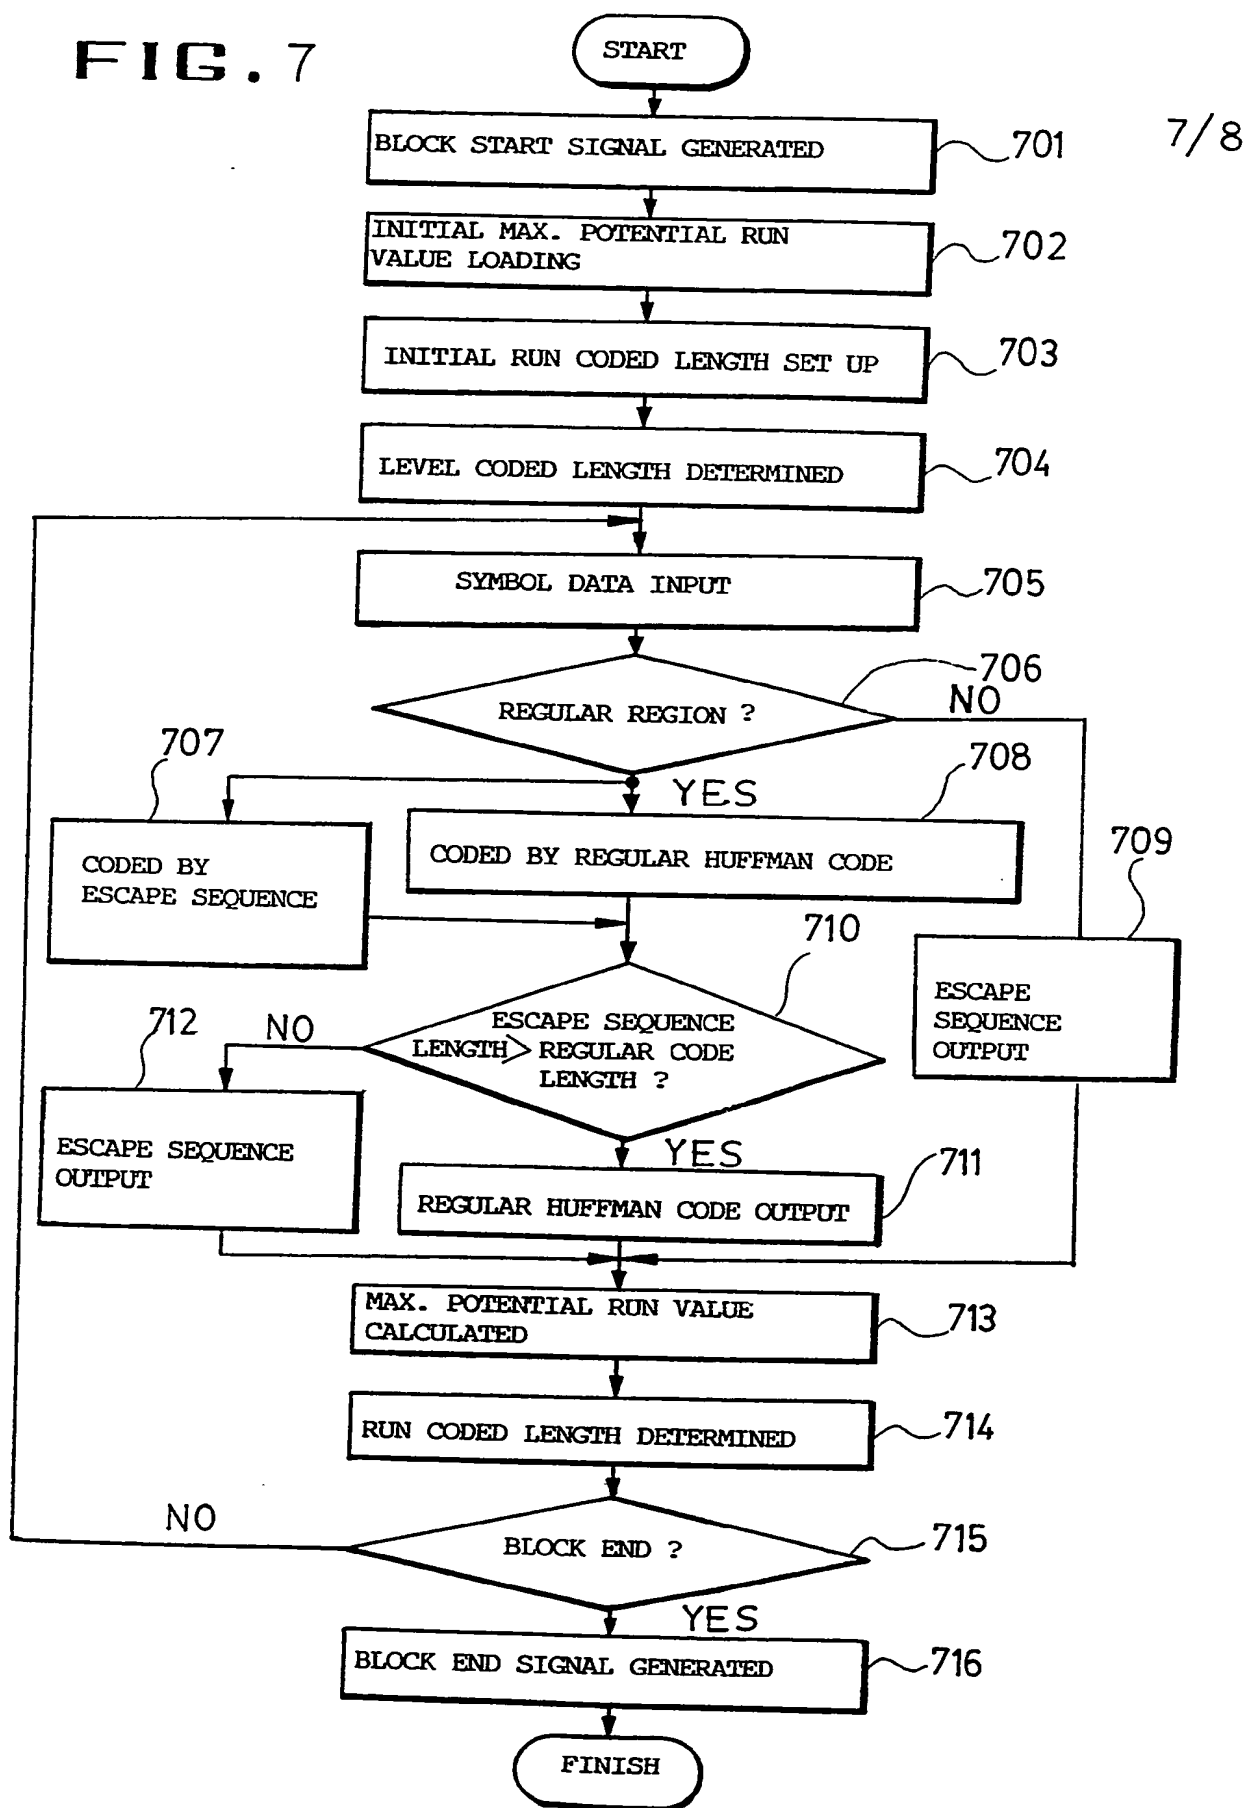 FIG. 7
START
7/8
BLOCK START SIGNAL GENERATED
701
INITIAL MAX. POTENTIAL RUN
VALUE LOADING
702
INITIAL RUN CODED LENGTH SET UP
703
LEVEL CODED LENGTH DETERMINED
704
SYMBOL DATA INPUT
705
706
REGULAR REGION ?
NO
707
YES
708
CODED BY
ESCAPE SEQUENCE
CODED BY REGULAR HUFFMAN CODE
709
710
ESCAPE
SEQUENCE
OUTPUT
712
NO
ESCAPE SEQUENCE
LENGTH > REGULAR CODE
LENGTH ?
YES
711
ESCAPE SEQUENCE
OUTPUT
REGULAR HUFFMAN CODE OUTPUT
MAX. POTENTIAL RUN VALUE
CALCULATED
713
RUN CODED LENGTH DETERMINED
714
NO
BLOCK END ?
715
YES
BLOCK END SIGNAL GENERATED
716
FINISH